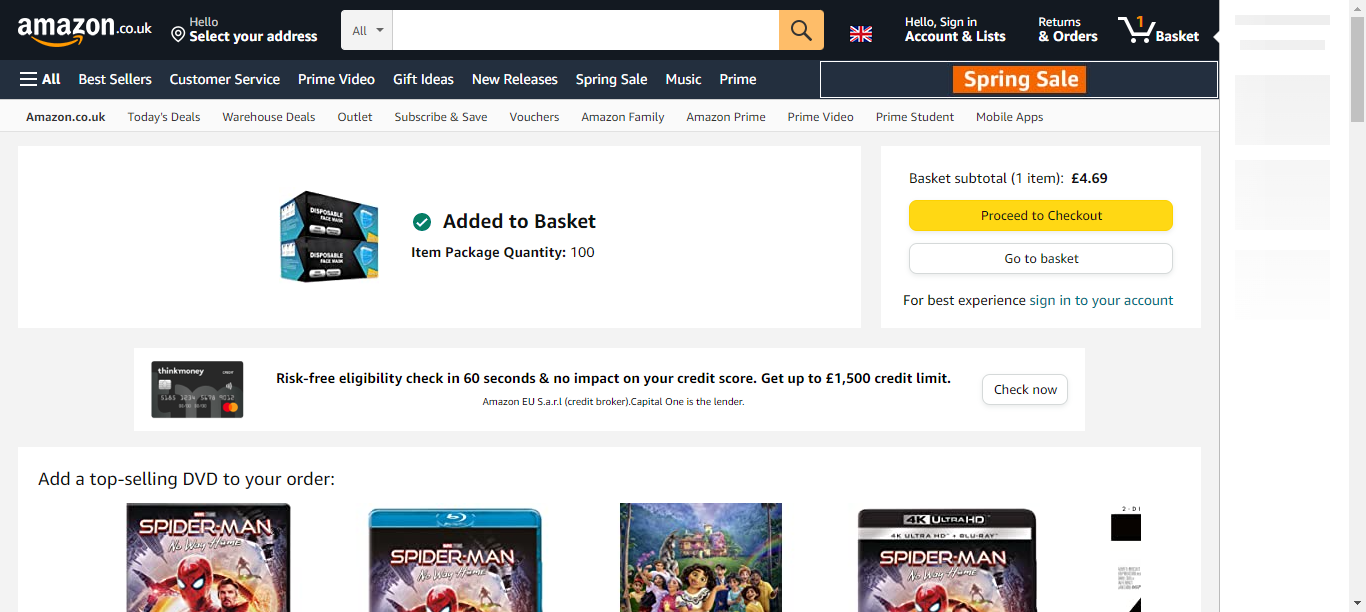 amazon.co.uk
Hello
Select your address
All
Hello, Sign in
Account & Lists
Returns
& Orders
1
Basket
All
Best Sellers
Customer Service
Prime Video
Gift Ideas
New Releases
Spring Sale
Music
Prime
Spring Sale
Amazon.co.uk
Today's Deals
Warehouse Deals
Outlet
Subscribe & Save
Vouchers
Amazon Family
Amazon Prime
Prime Video
Prime Student
Mobile Apps
DISPOSABLE
FACE MASK
DISPOSABLE
FACE MASK
Added to Basket
Item Package Quantity: 100
Basket subtotal (1 item): £4.69
Proceed to Checkout
Go to basket
For best experience sign in to your account
thinkmoney
CREDIT
5185 1234 5678 9012
Risk-free eligibility check in 60 seconds & no impact on your credit score. Get up to £1,500 credit limit.
Amazon EU S.a.r.l (credit broker).Capital One is the lender.
Check now
Add a top-selling DVD to your order:
SPIDER-MAN
No Way Home
SPIDER-MAN
No Way Home
4K ULTRA HD
4K ULTRA HD + BLU-RAY
SPIDER-MAN
No Way Home